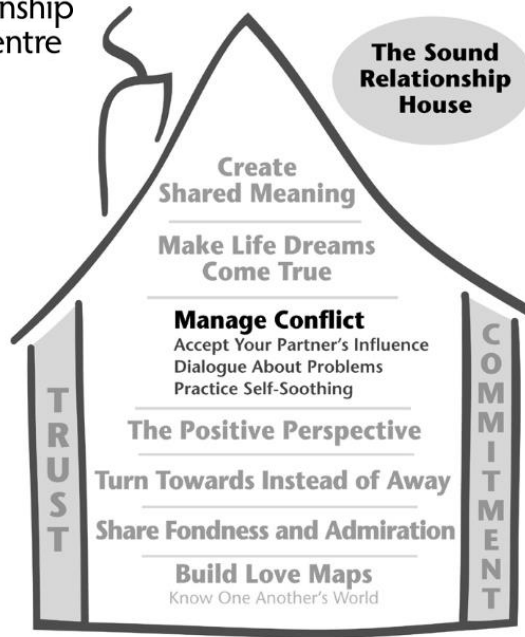 nship
entre
The Sound
Relationship
House
Create
Shared Meaning
Make Life Dreams
Come True
Manage Conflict
Accept Your Partner's Influence
Dialogue About Problems
Practice Self-Soothing
The Positive Perspective
Turn Towards Instead of Away
Share Fondness and Admiration
Build Love Maps
Know One Another's World
TRUST
COMMITMENT